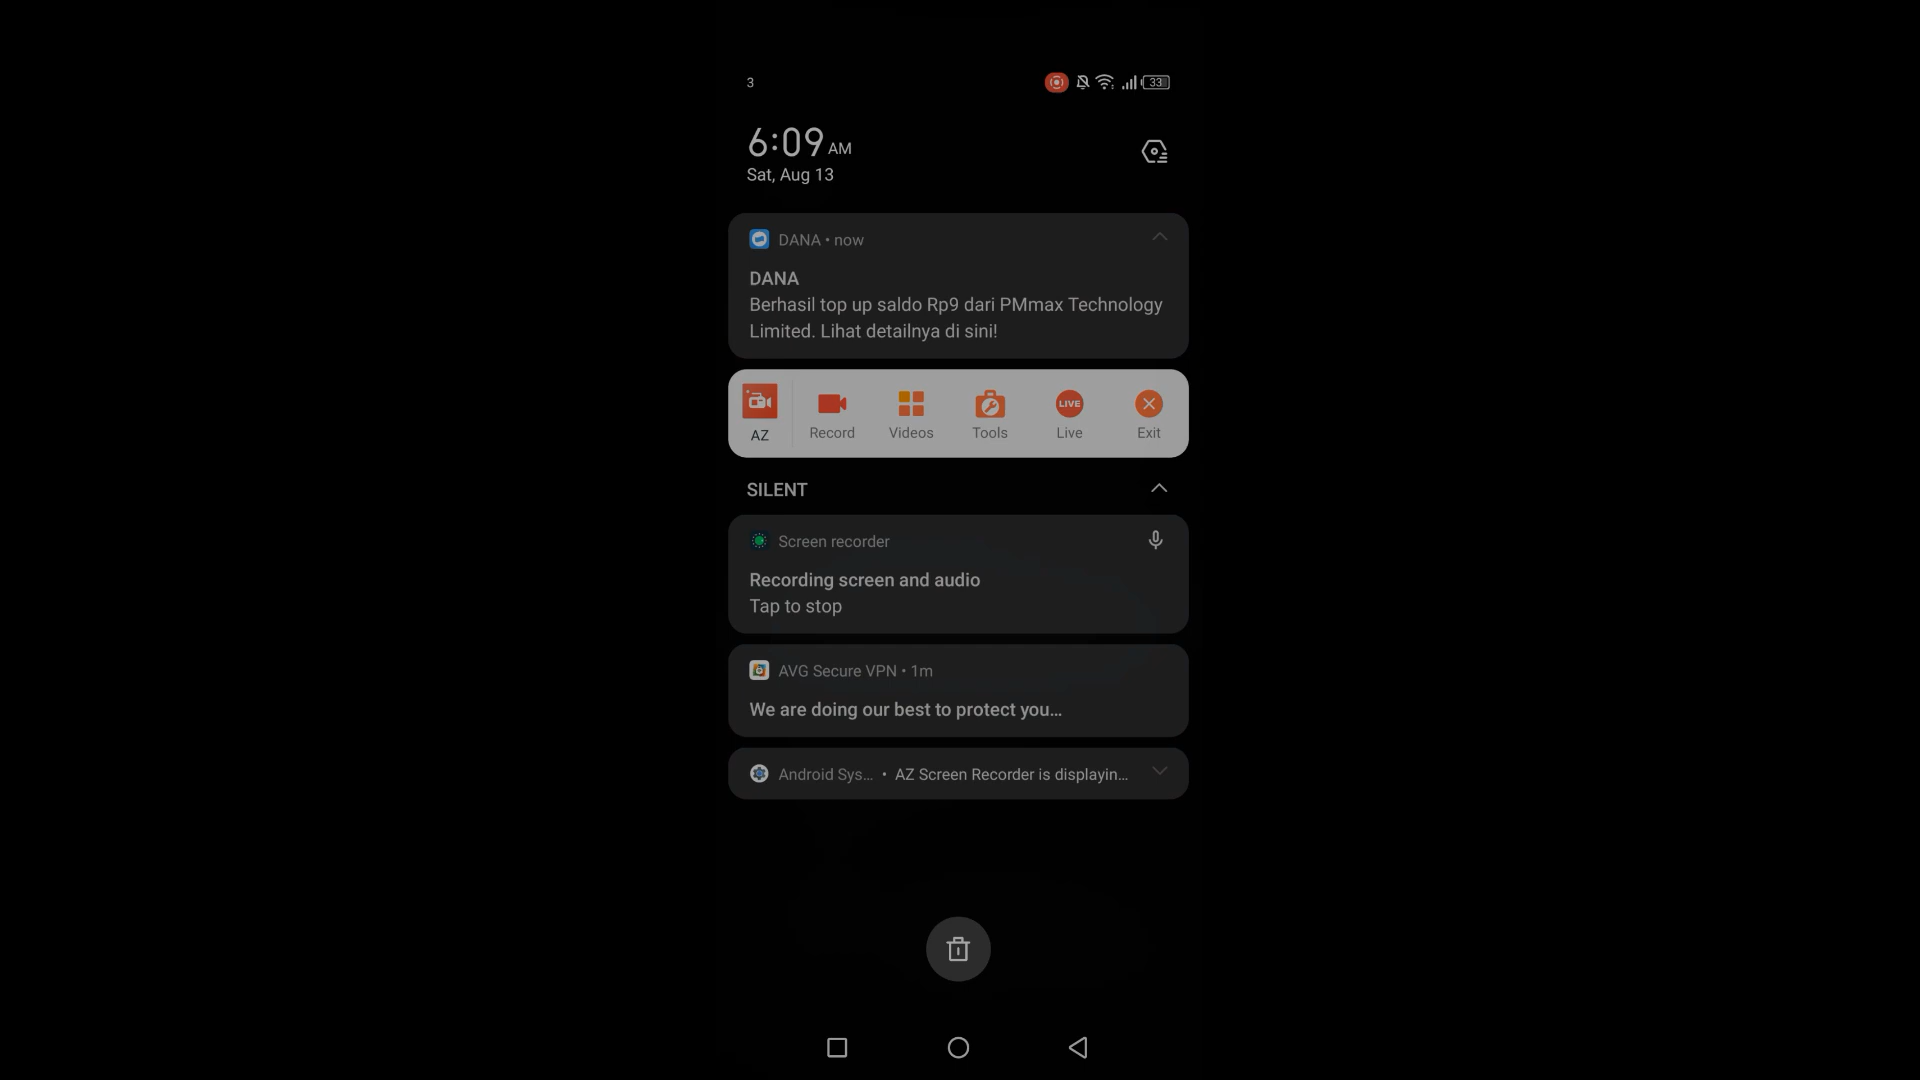 3
33
6:09 AM
Sat, Aug 13
DANA • now
DANA
Berhasil top up saldo Rp9 dari PMmax Technology
Limited. Lihat detailnya di sini!
AZ
Record
Videos
Tools
LIVE
Live
Exit
SILENT
Screen recorder
Recording screen and audio
Tap to stop
AVG Secure VPN • 1m
We are doing our best to protect you...
Android Sys... • AZ Screen Recorder is displayin...